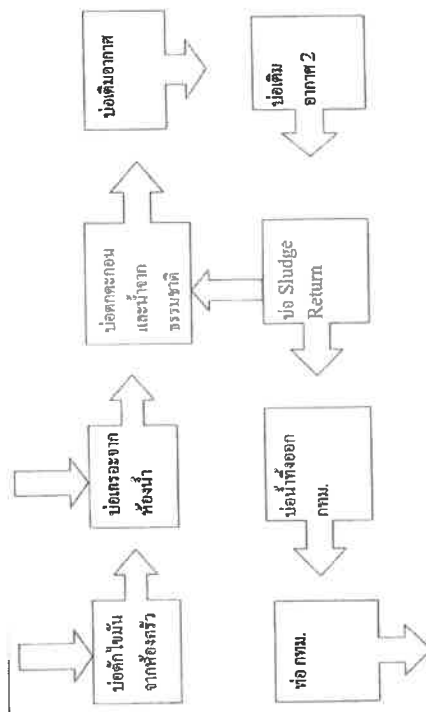 บ่อดักไขมัน
จากห้องครัว
บ่อเกรอะจาก
ห้องน้ำ
บ่อตกตะกอน
และน้ำจาก
ธรรมชาติ
บ่อเติมอากาศ
บ่อเติม
อากาศ 2
บ่อ Sludge
Return
บ่อน้ำทิ้งออก
กทม.
ท่อ กทม.